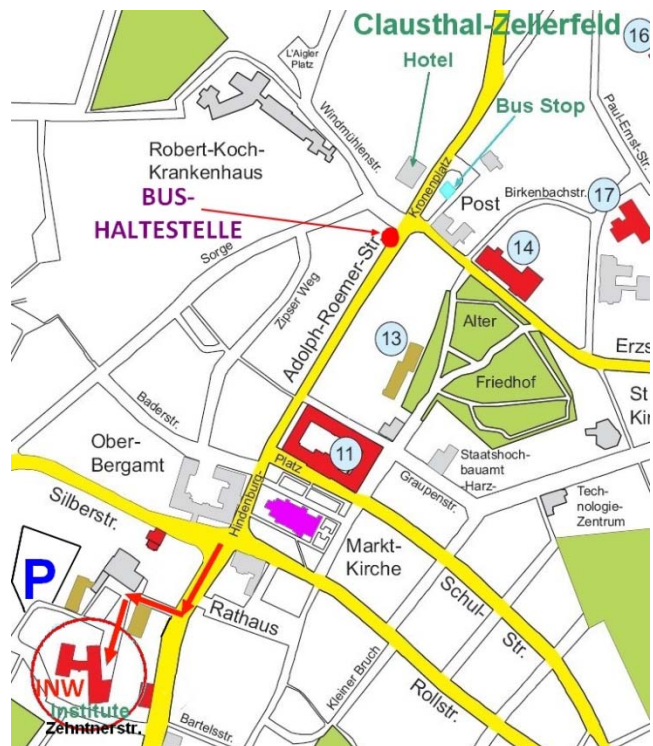 Clausthal-Zellerfeld
16
L'Aigler
Platz
Hotel
Windmühlenstr.
Bus Stop
Paul-Ernst-Str.
Robert-Koch-
Krankenhaus
Kronenplatz
BUS-
HALTESTELLE
Post
Birkenbachstr.
17
Sorge
14
Zipser Weg
Adolph-Roemer-Str.
Alter
13
Friedhof
Erzs
Baderstr.
St
Kir
Ober-
Bergamt
11
Platz
Staatshoch-
bauamt
-Harz-
Silberstr.
Hindenburg-
Graupenstr.
Tech-
nologie-
Zentrum
Markt-
Kirche
P
Rathaus
Schul-
Str.
Kleiner Bruch
Rollstr.
INW
Institute
Zehntnerstr.
Bartelsstr.